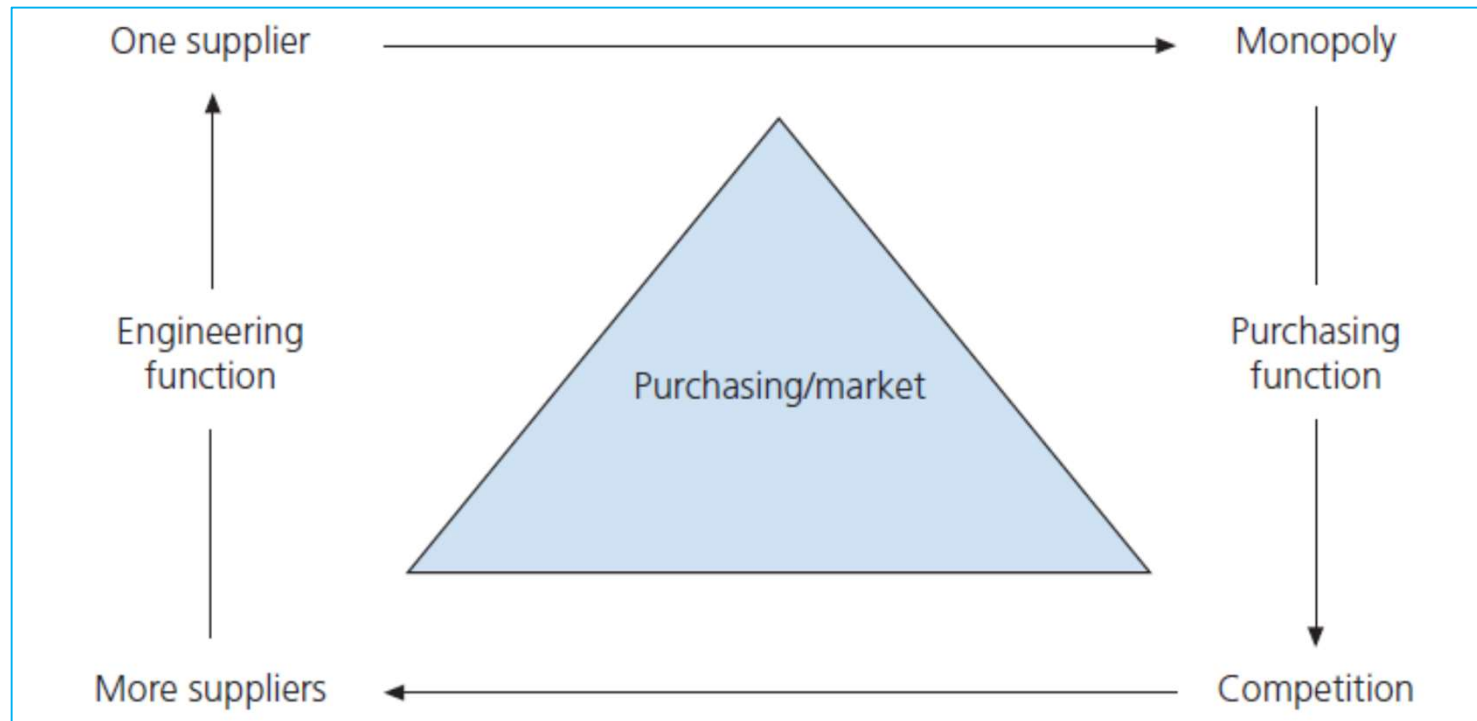 One supplier
Monopoly
Engineering
function
Purchasing/market
Purchasing
function
More suppliers
Competition